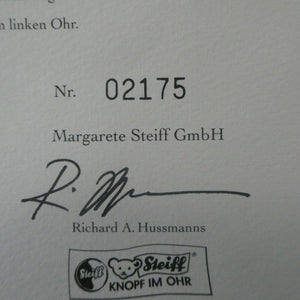 linken Ohr.
Nr. 02175
Margarete Steiff GmbH
Richard A. Hussmanns
Steiff Steiff
KNOPF IM OHR